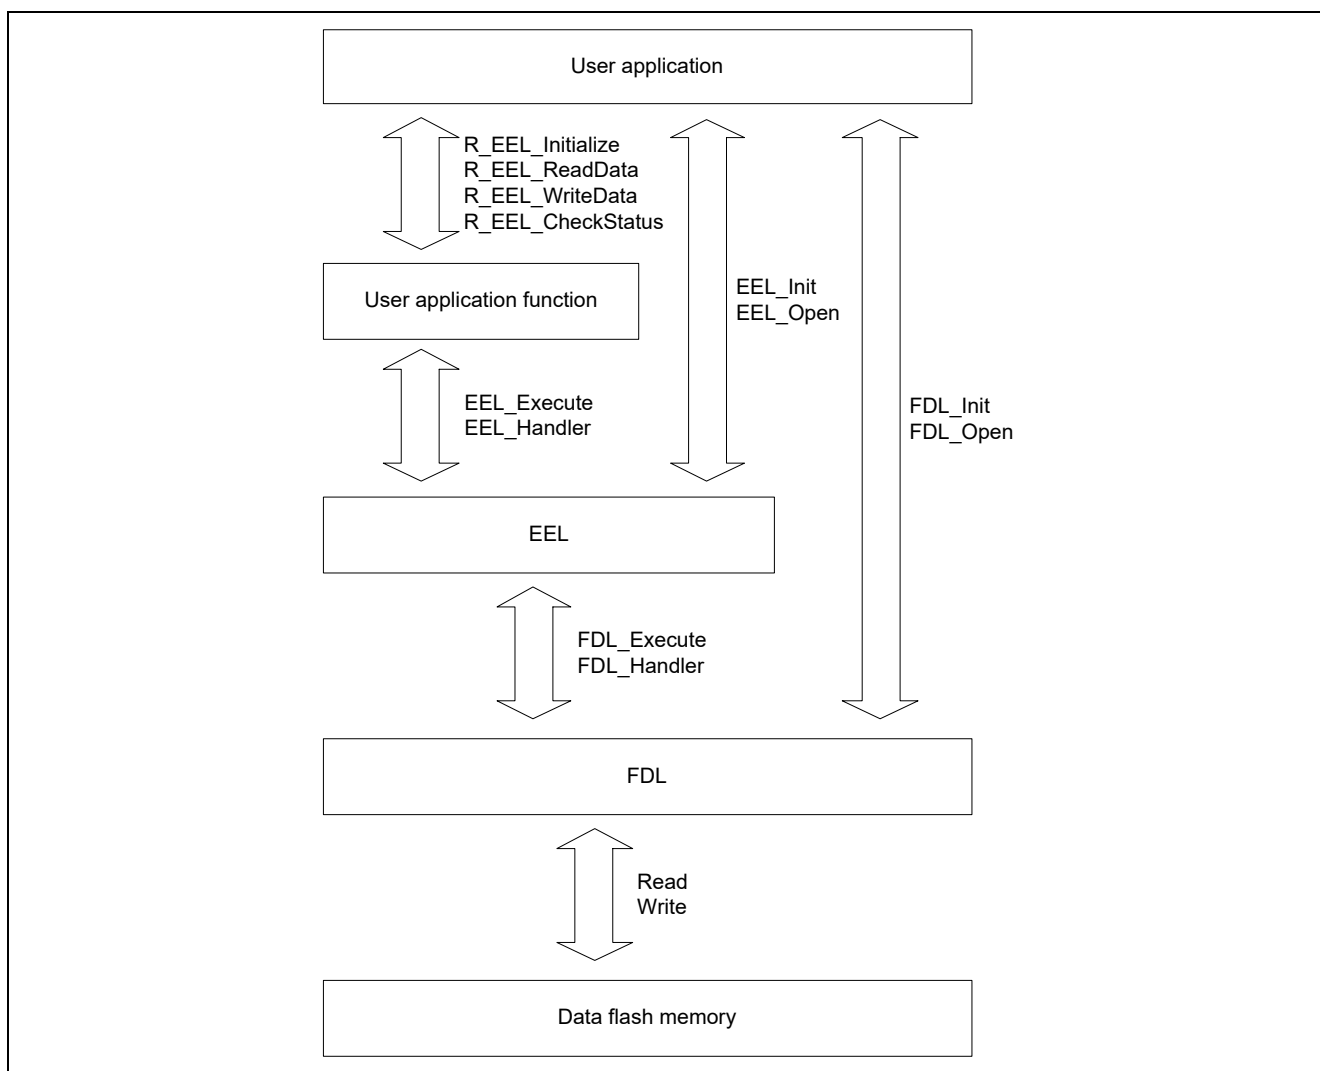 User application
R_EEL_Initialize
R_EEL_ReadData
R_EEL_WriteData
R_EEL_CheckStatus
EEL_Init
EEL_Open
User application function
FDL_Init
FDL_Open
EEL_Execute
EEL_Handler
EEL
FDL_Execute
FDL_Handler
FDL
Read
Write
Data flash memory